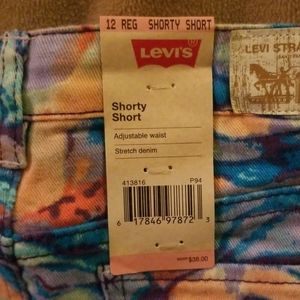 12 REG SHORTY SHORT
LEVI'S
LEVI STRA
Shorty
Short
Adjustable waist
Stretch denim
413816 P94
6 17846 97872 3
$36.00